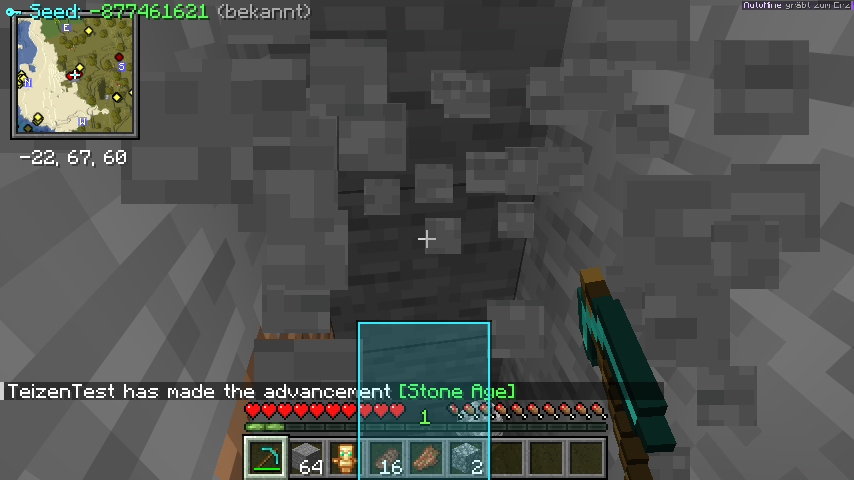 Seed: -877461621 (bekannt)
AutoMine gräbt zum Erz
E
S
N
W
-22, 67, 60
TeizenTest has made the advancement [Stone Age]
1
64
16
2